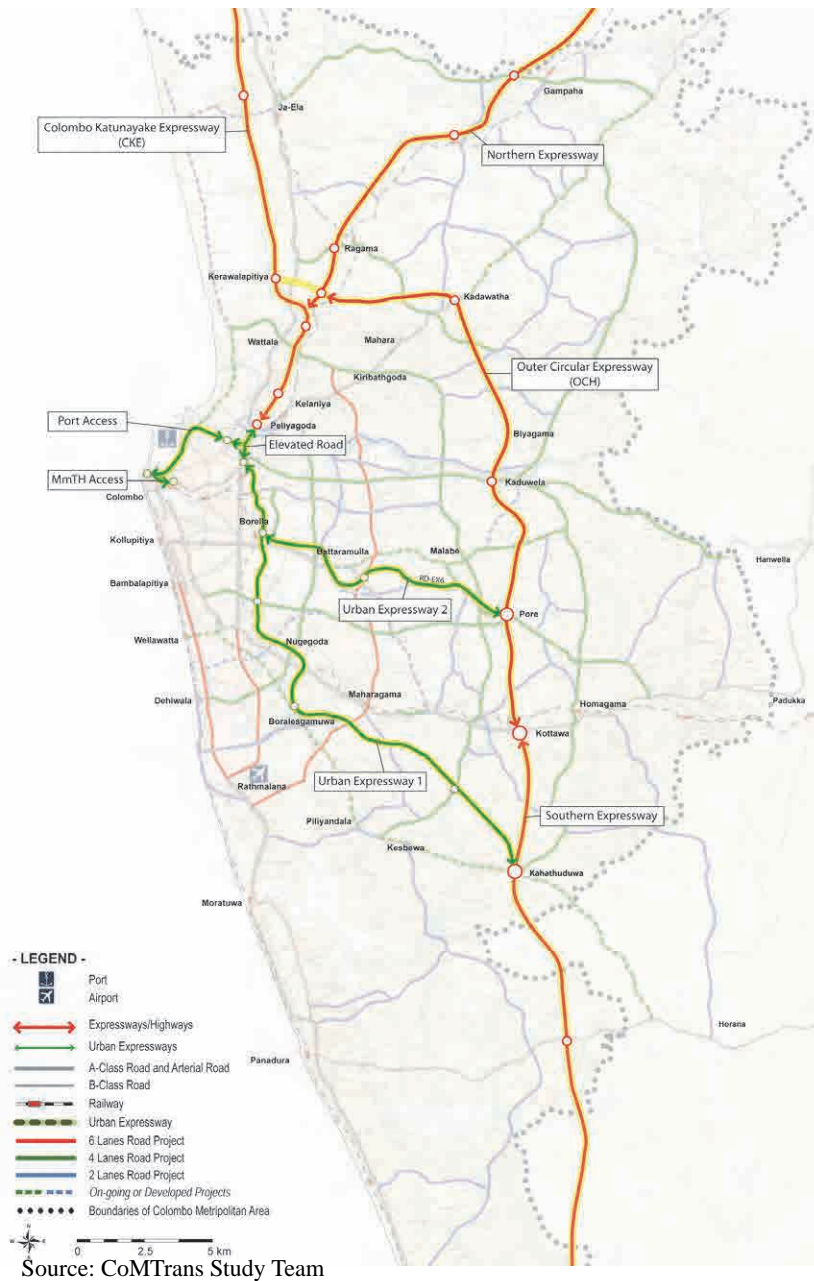 Gampaha
Ja-Ela
Colombo Katunayake Expressway
(CKE)
Northern Expressway
Ragama
Kerawalapitiya
Kadawatha
Wattala
Mahara
Outer Circular Expressway
(OCH)
Kiribathgoda
Kelaniya
Port Access
Peliyagoda
Biyagama
Elevated Road
MmTH Access
Kaduwela
Colombo
Borella
Kollupitiya
Battaramulla
Malabe
Hanwella
Bambalapitiya
RD-EX6
Urban Expressway 2
Pore
Wellawatta
Nugegoda
Dehiwala
Maharagama
Homagama
Padukka
Boralesgamuwa
Kottawa
Urban Expressway 1
Rathmalana
Southern Expressway
Piliyandala
Kesbewa
Kahathuduwa
Moratuwa
- LEGEND -
Port
Airport
Expressways/Highways
Urban Expressways
A-Class Road and Arterial Road
B-Class Road
Railway
Urban Expressway
6 Lanes Road Project
4 Lanes Road Project
2 Lanes Road Project
On-going or Developed Projects
Boundaries of Colombo Metropolitan Area
Horana
Panadura
0 2.5 5 km
Source: CoMTrans Study Team